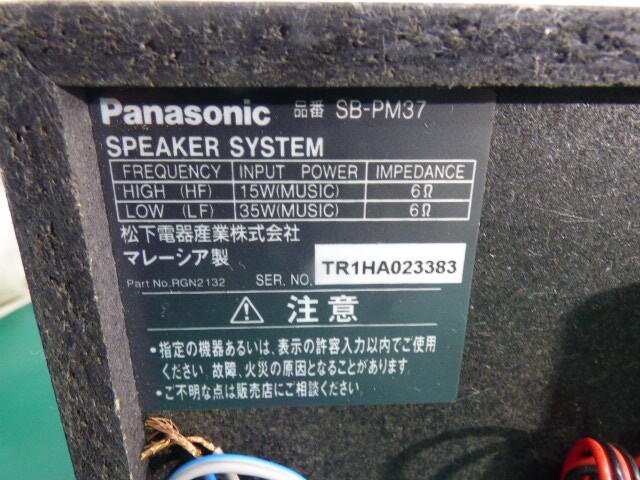 Panasonic 品番 SB-PM37
SPEAKER SYSTEM
FREQUENCY INPUT POWER IMPEDANCE
HIGH (HF) 15W(MUSIC) 6Ω
LOW (LF) 35W(MUSIC) 6Ω
松下電器産業株式会社
マレーシア製
Part No.RGN2132 SER. NO. TR1HA023383
⚠ 注意
•指定の機器あるいは、表示の許容入力以内でご使用
ください。故障、火災の原因となることがあります。
•ご不明な点は販売店にご相談ください。